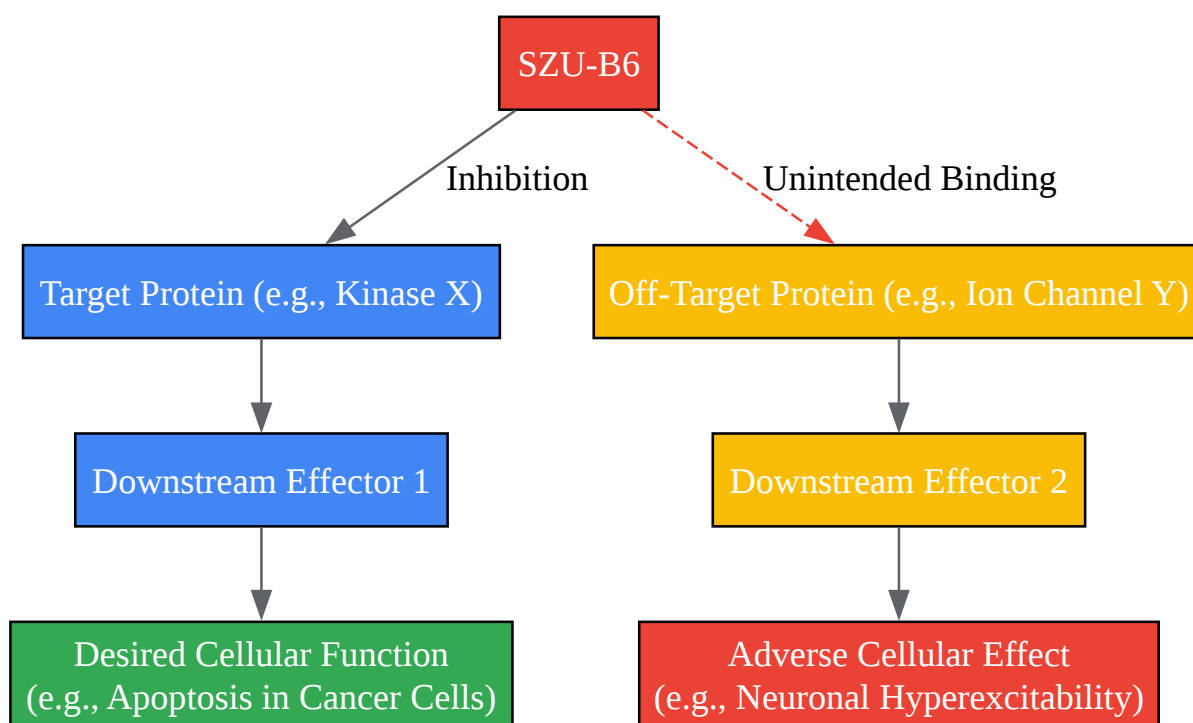 SZU-B6
Inhibition
Unintended Binding
Target Protein (e.g., Kinase X)
Off-Target Protein (e.g., Ion Channel Y)
Downstream Effector 1
Downstream Effector 2
Desired Cellular Function
(e.g., Apoptosis in Cancer Cells)
Adverse Cellular Effect
(e.g., Neuronal Hyperexcitability)